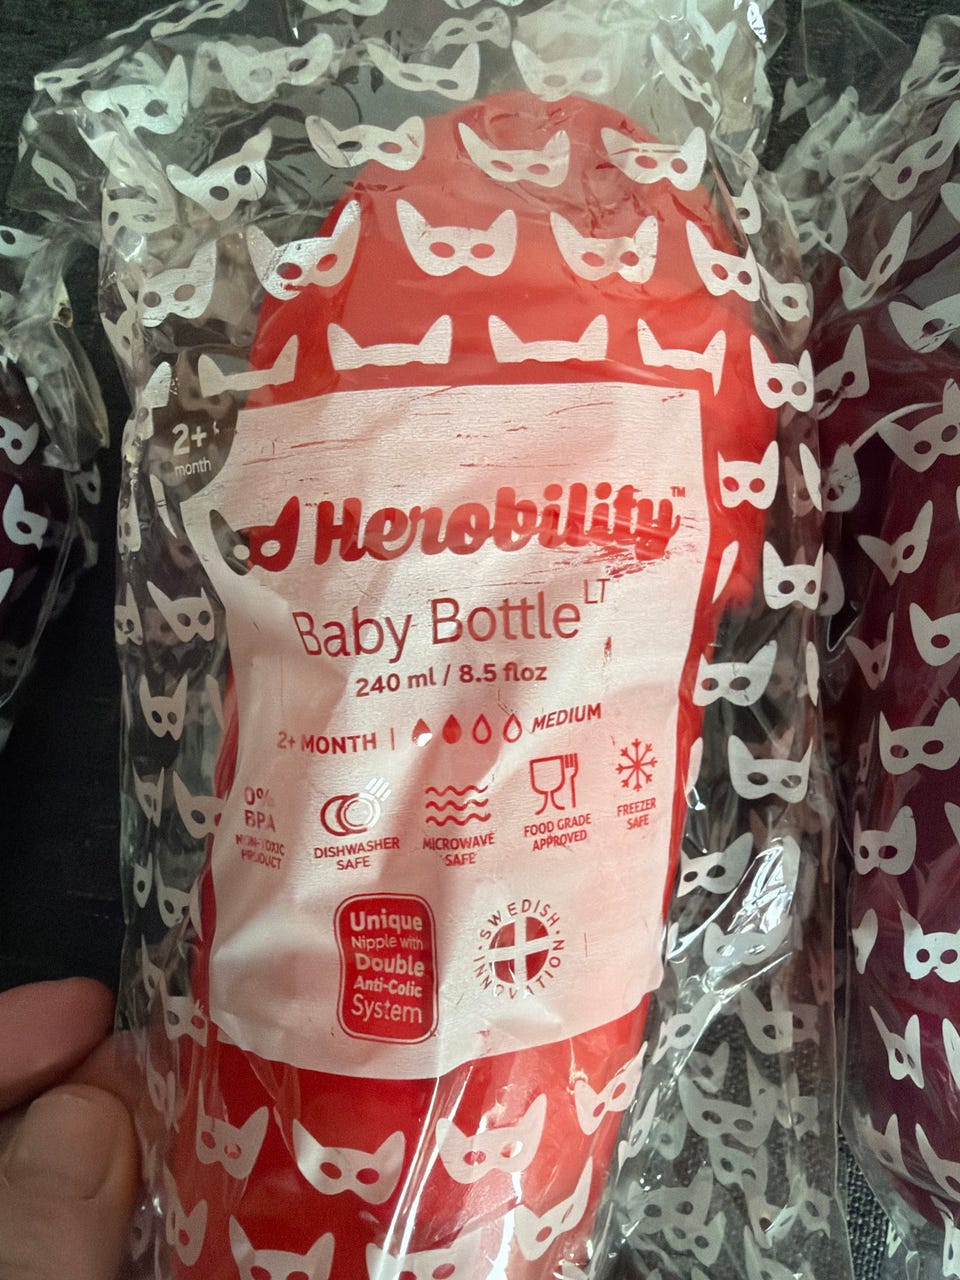 2+
month
Herobility™
Baby Bottle LT
240 ml / 8.5 floz
2+ MONTH | MEDIUM
0%
BPA
NON-TOXIC
PRODUCT
DISHWASHER
SAFE
MICROWAVE
SAFE
FOOD GRADE
APPROVED
FREEZER
SAFE
Unique
Nipple with
Double
Anti-Colic
System
·SWEDISH·
INNOVATION